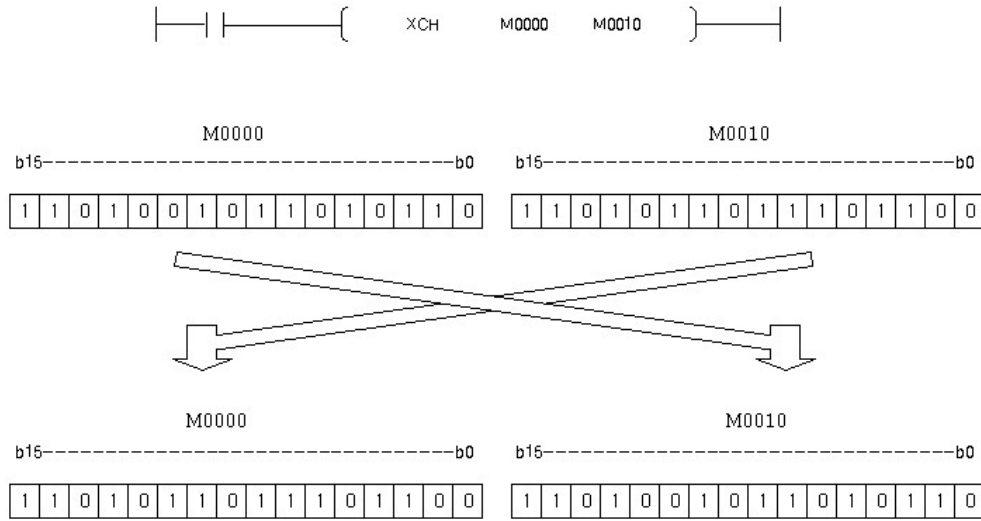 XCH M0000 M0010
M0000 M0010
b15------------------------------------------b0 b15------------------------------------------b0
1 1 0 1 0 0 1 0 1 1 0 1 0 1 1 0 1 1 0 1 0 1 1 0 1 1 1 0 1 1 0 0
M0000 M0010
b15------------------------------------------b0 b15------------------------------------------b0
1 1 0 1 0 1 1 0 1 1 1 0 1 1 0 0 1 1 0 1 0 0 1 0 1 1 0 1 0 1 1 0